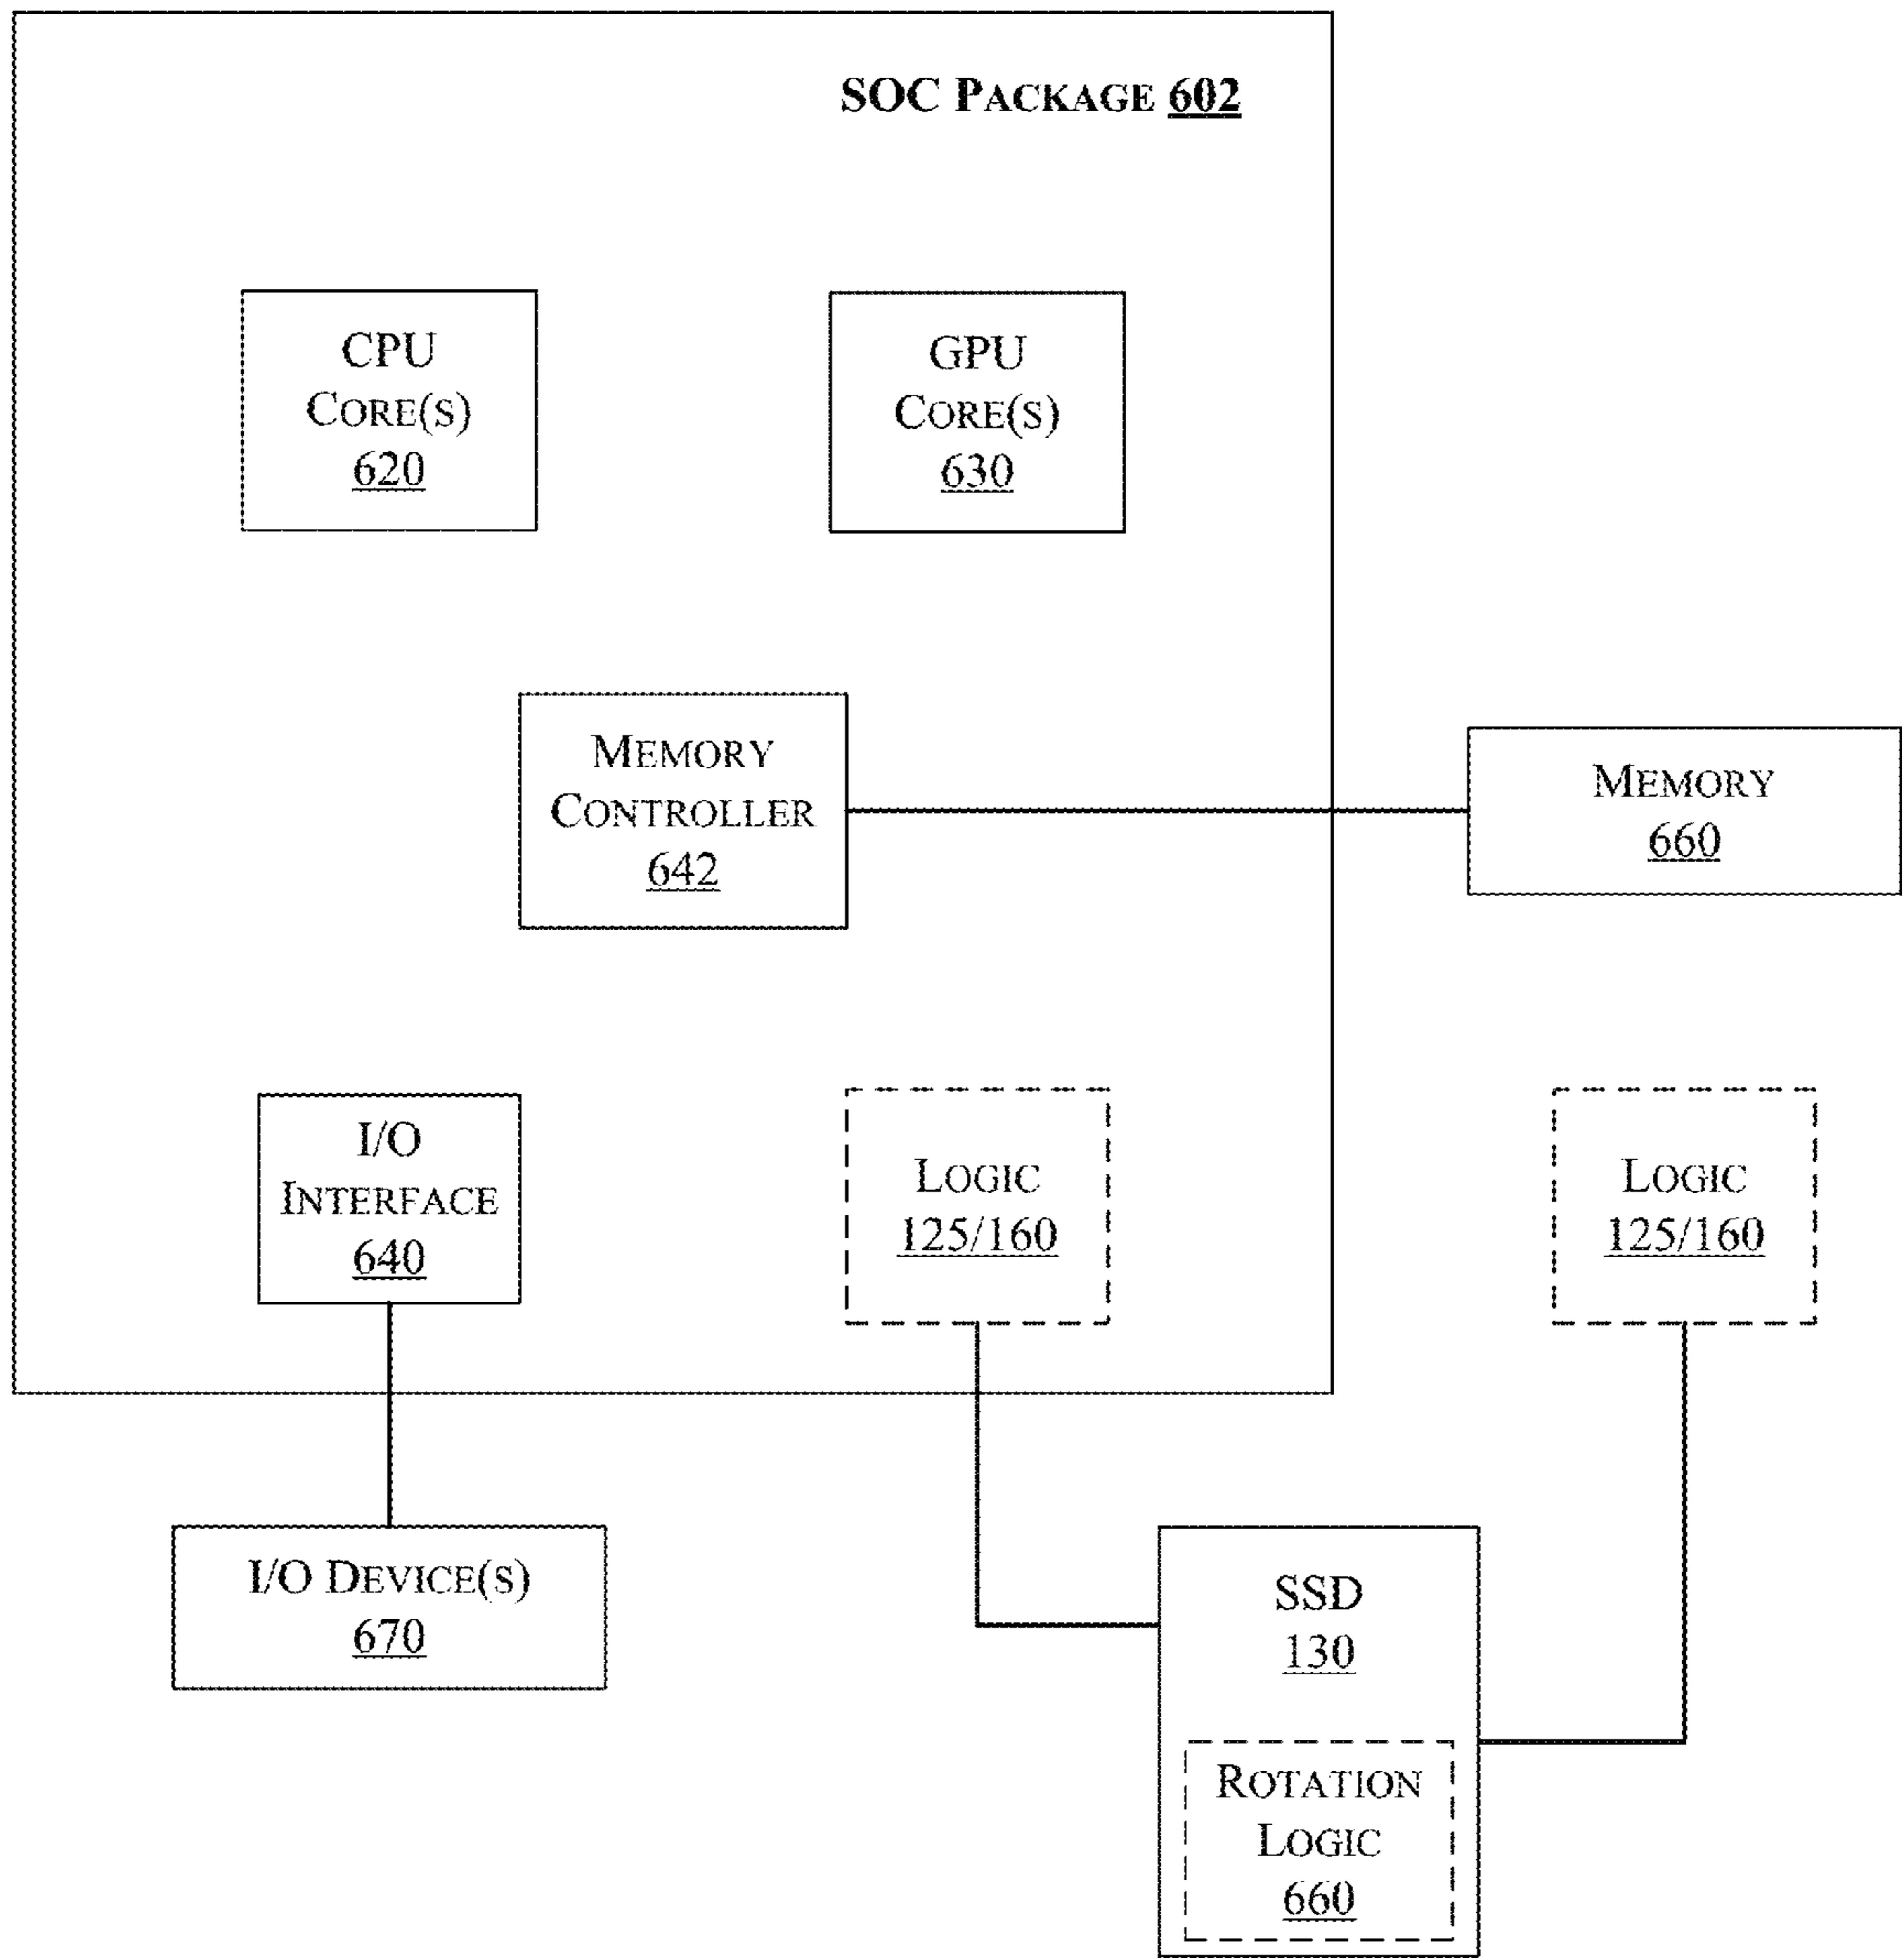 SOC PACKAGE 602
CPU
CORE(S)
620
GPU
CORE(S)
630
MEMORY
CONTROLLER
642
MEMORY
660
I/O
INTERFACE
640
LOGIC
125/160
LOGIC
125/160
I/O DEVICE(S)
670
SSD
130
ROTATION
LOGIC
660